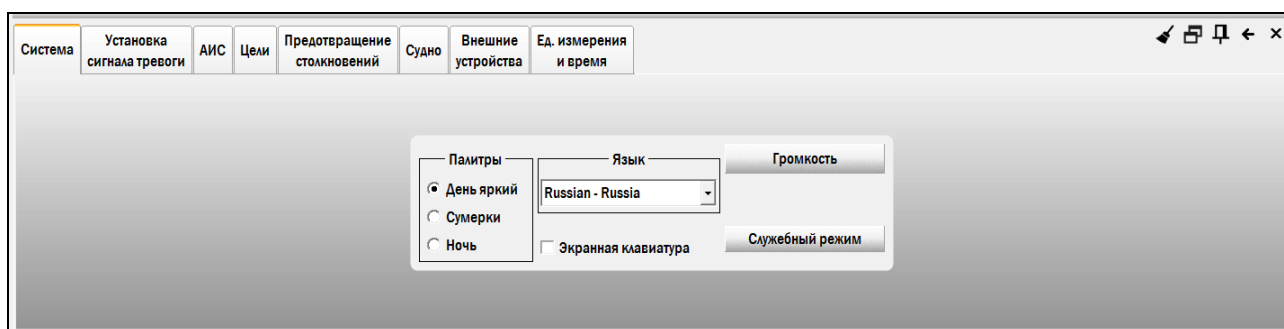 Система
Установка
сигнала тревоги
АИС
Цели
Предотвращение
столкновений
Судно
Внешние
устройства
Ед. измерения
и время
Палитры
День яркий
Сумерки
Ночь
Язык
Russian - Russia
Экранная клавиатура
Громкость
Служебный режим